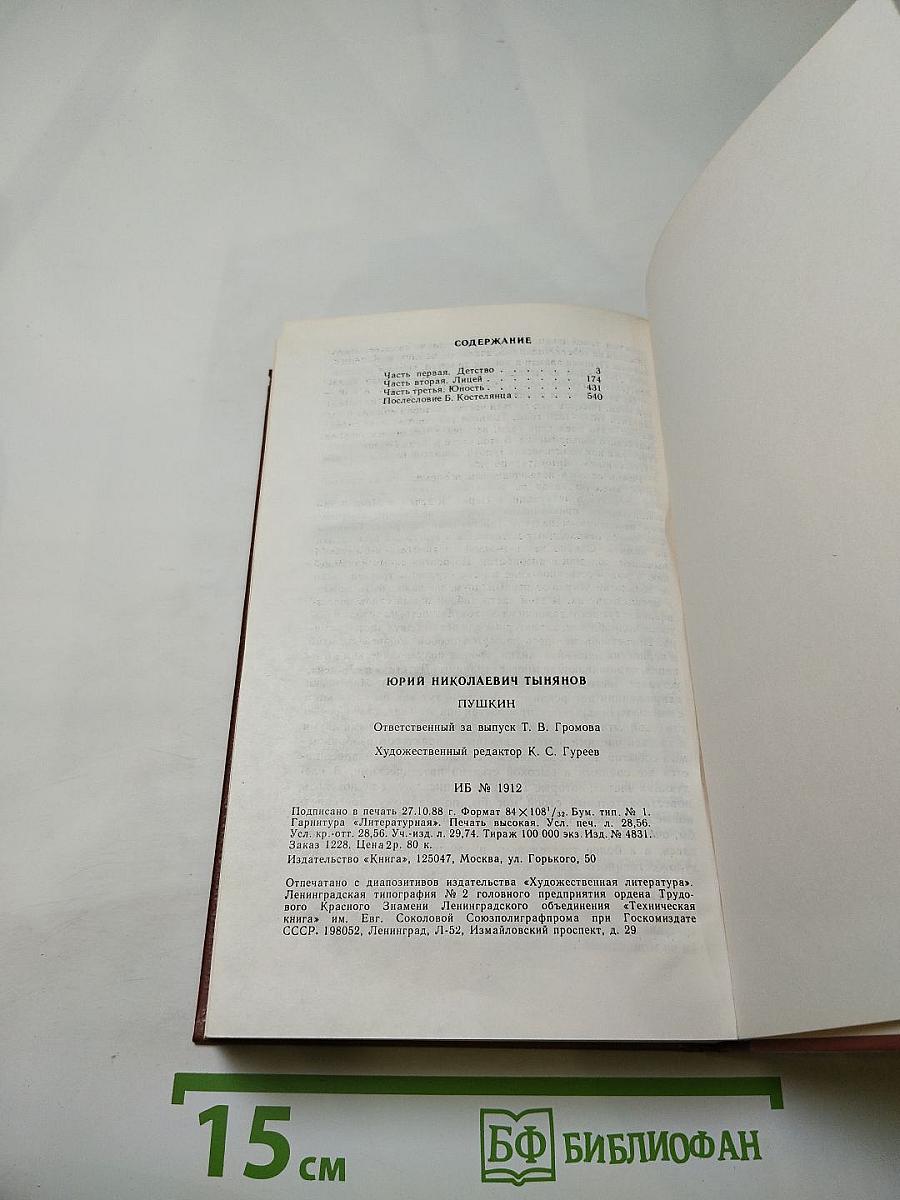 СОДЕРЖАНИЕ
Часть первая. Детство . . . . . . 3
Часть вторая. Лицей . . . . . . . 174
Часть третья. Юность . . . . . . . 431
Послесловие Б. Костелянца . . . . . 540
ЮРИЙ НИКОЛАЕВИЧ ТЫНЯНОВ
ПУШКИН
Ответственный за выпуск Т. В. Громова
Художественный редактор К. С. Гуреев
ИБ № 1912
Подписано в печать 27.10.88 г. Формат 84×108¹/₃₂. Бум. тип. № 1.
Гарнитура «Литературная». Печать высокая. Усл. печ. л. 28,56.
Усл. кр.-отт. 28,56. Уч.-изд. л. 29,74. Тираж 100 000 экз. Изд. № 4831.
Заказ 1228. Цена 2 р. 80 к.
Издательство «Книга», 125047, Москва, ул. Горького, 50
Отпечатано с диапозитивов издательства «Художественная литература».
Ленинградская типография № 2 головного предприятия ордена Трудо-
вого Красного Знамени Ленинградского объединения «Техническая
книга» им. Евг. Соколовой Союзполиграфпрома при Госкомиздате
СССР. 198052, Ленинград, Л-52, Измайловский проспект, д. 29
15 см
БФ БИБЛИОФАН